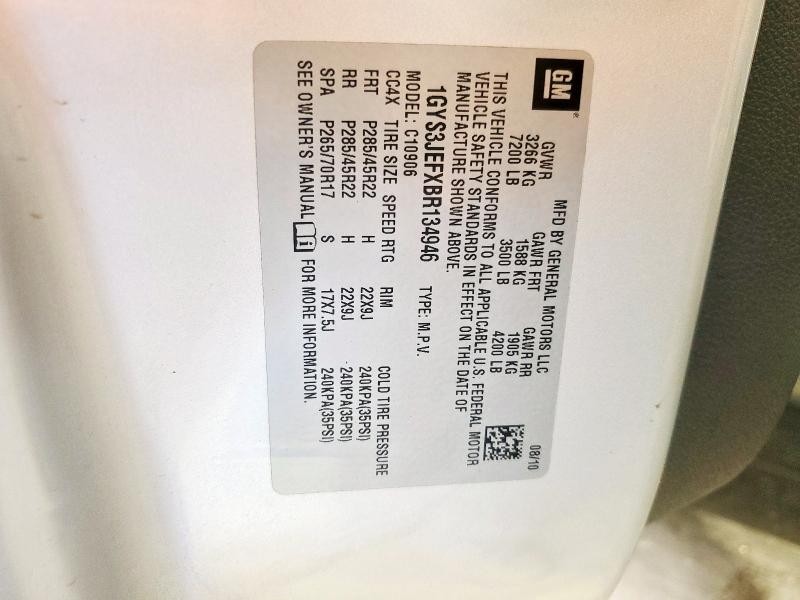 GM
MFD BY GENERAL MOTORS LLC 08/10
GVWR GAWR FRT GAWR RR
3266 KG 1588 KG 1905 KG
7200 LB 3500 LB 4200 LB
THIS VEHICLE CONFORMS TO ALL APPLICABLE U.S. FEDERAL MOTOR
VEHICLE SAFETY STANDARDS IN EFFECT ON THE DATE OF
MANUFACTURE SHOWN ABOVE.
1GYS3JEFXBR134946 TYPE: M.P.V.
MODEL: C10906
CC4X TIRE SIZE SPEED RTG RIM COLD TIRE PRESSURE
FRT P285/45R22 H 22X9J 240KPA(35PSI)
RR P285/45R22 H 22X9J 240KPA(35PSI)
SPA P265/70R17 S 17X7.5J 240KPA(35PSI)
SEE OWNER'S MANUAL FOR MORE INFORMATION.